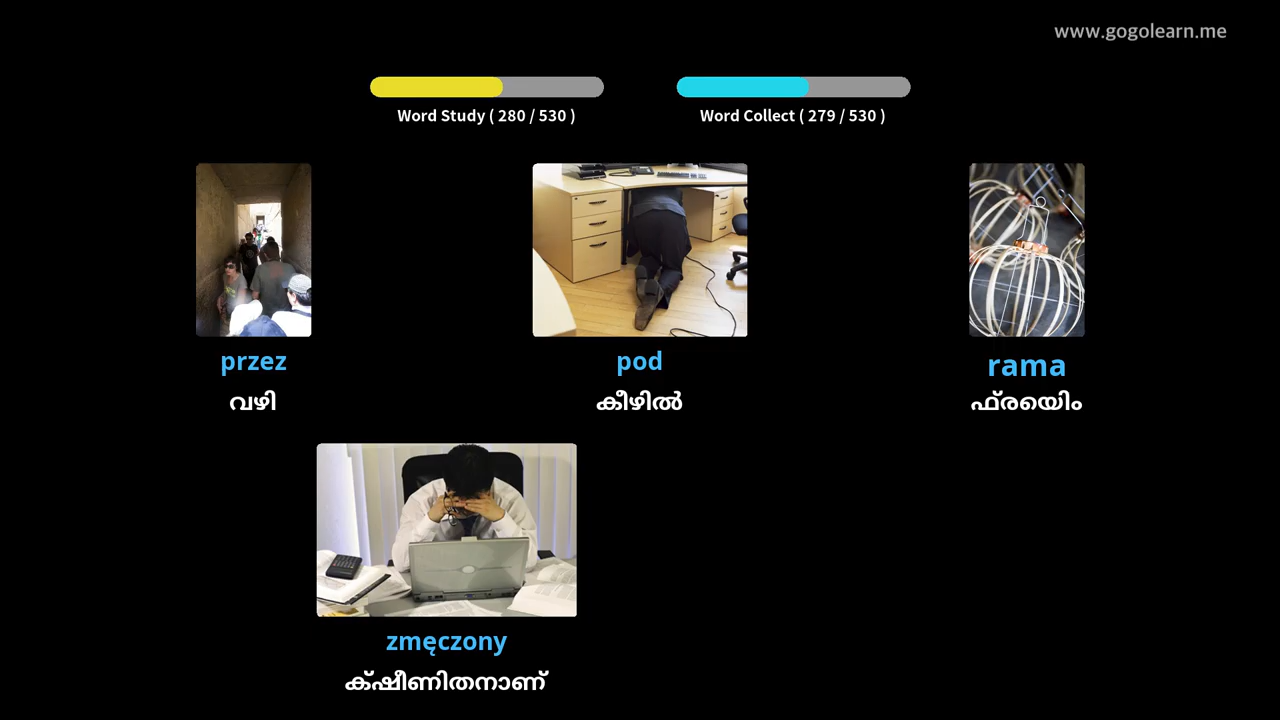 www.gogolearn.me
Word Study ( 280 / 530 )
Word Collect ( 279 / 530 )
przez
വഴി
pod
കീഴിൽ
rama
ഫ്രയെിം
zmęczony
ക്ഷീണിതനാണ്